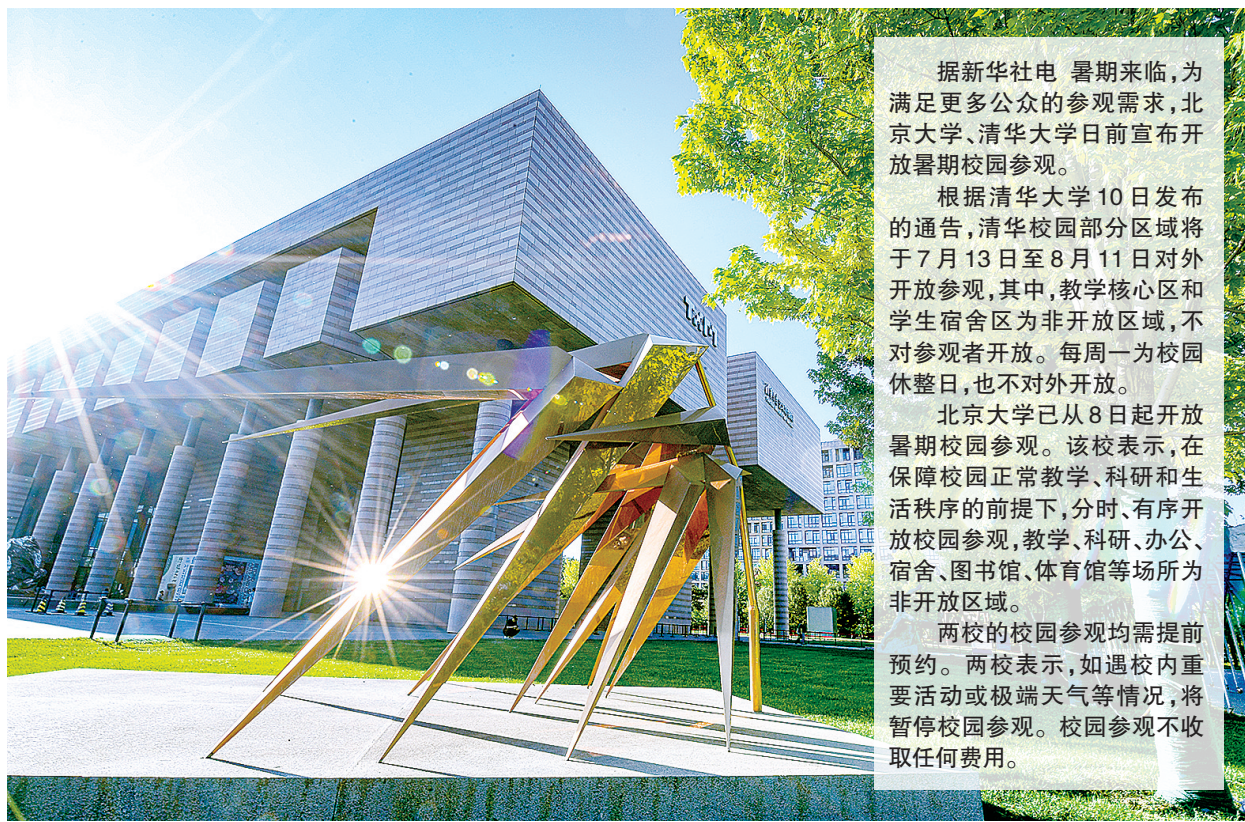 据新华社电 暑期来临,为
满足更多公众的参观需求,北
京大学、清华大学日前宣布开
放暑期校园参观。
根据清华大学10日发布
的通告,清华校园部分区域将
于7月13日至8月11日对外
开放参观,其中,教学核心区和
学生宿舍区为非开放区域,不
对参观者开放。每周一为校园
休整日,也不对外开放。
北京大学已从8日起开放
暑期校园参观。该校表示,在
保障校园正常教学、科研和生
活秩序的前提下,分时、有序开
放校园参观,教学、科研、办公、
宿舍、图书馆、体育馆等场所为
非开放区域。
两校的校园参观均需提前
预约。两校表示,如遇校内重
要活动或极端天气等情况,将
暂停校园参观。校园参观不收
取任何费用。